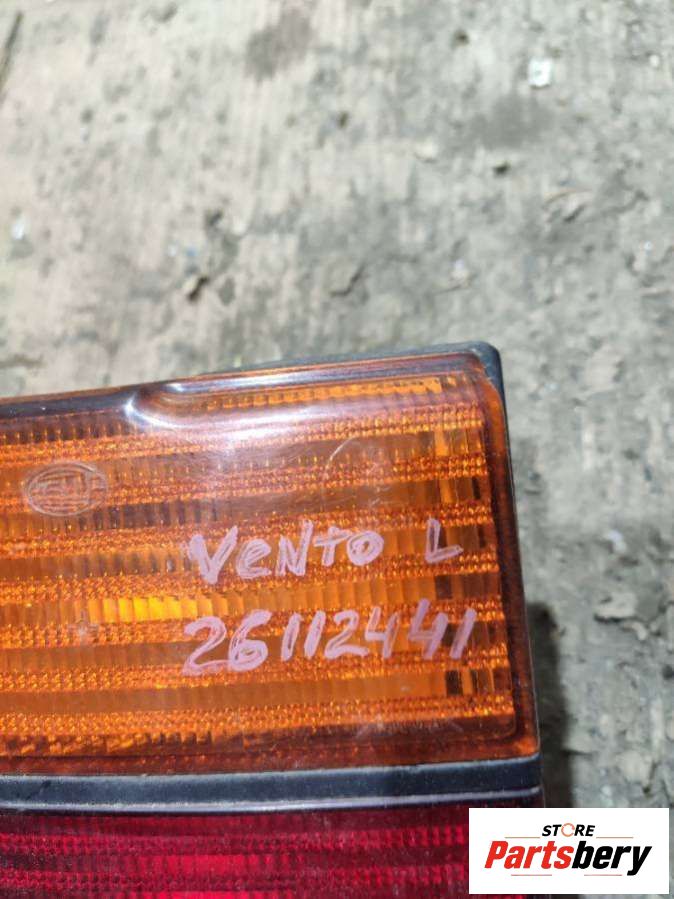 VeNTO L
26112441
STORE
Partsbery